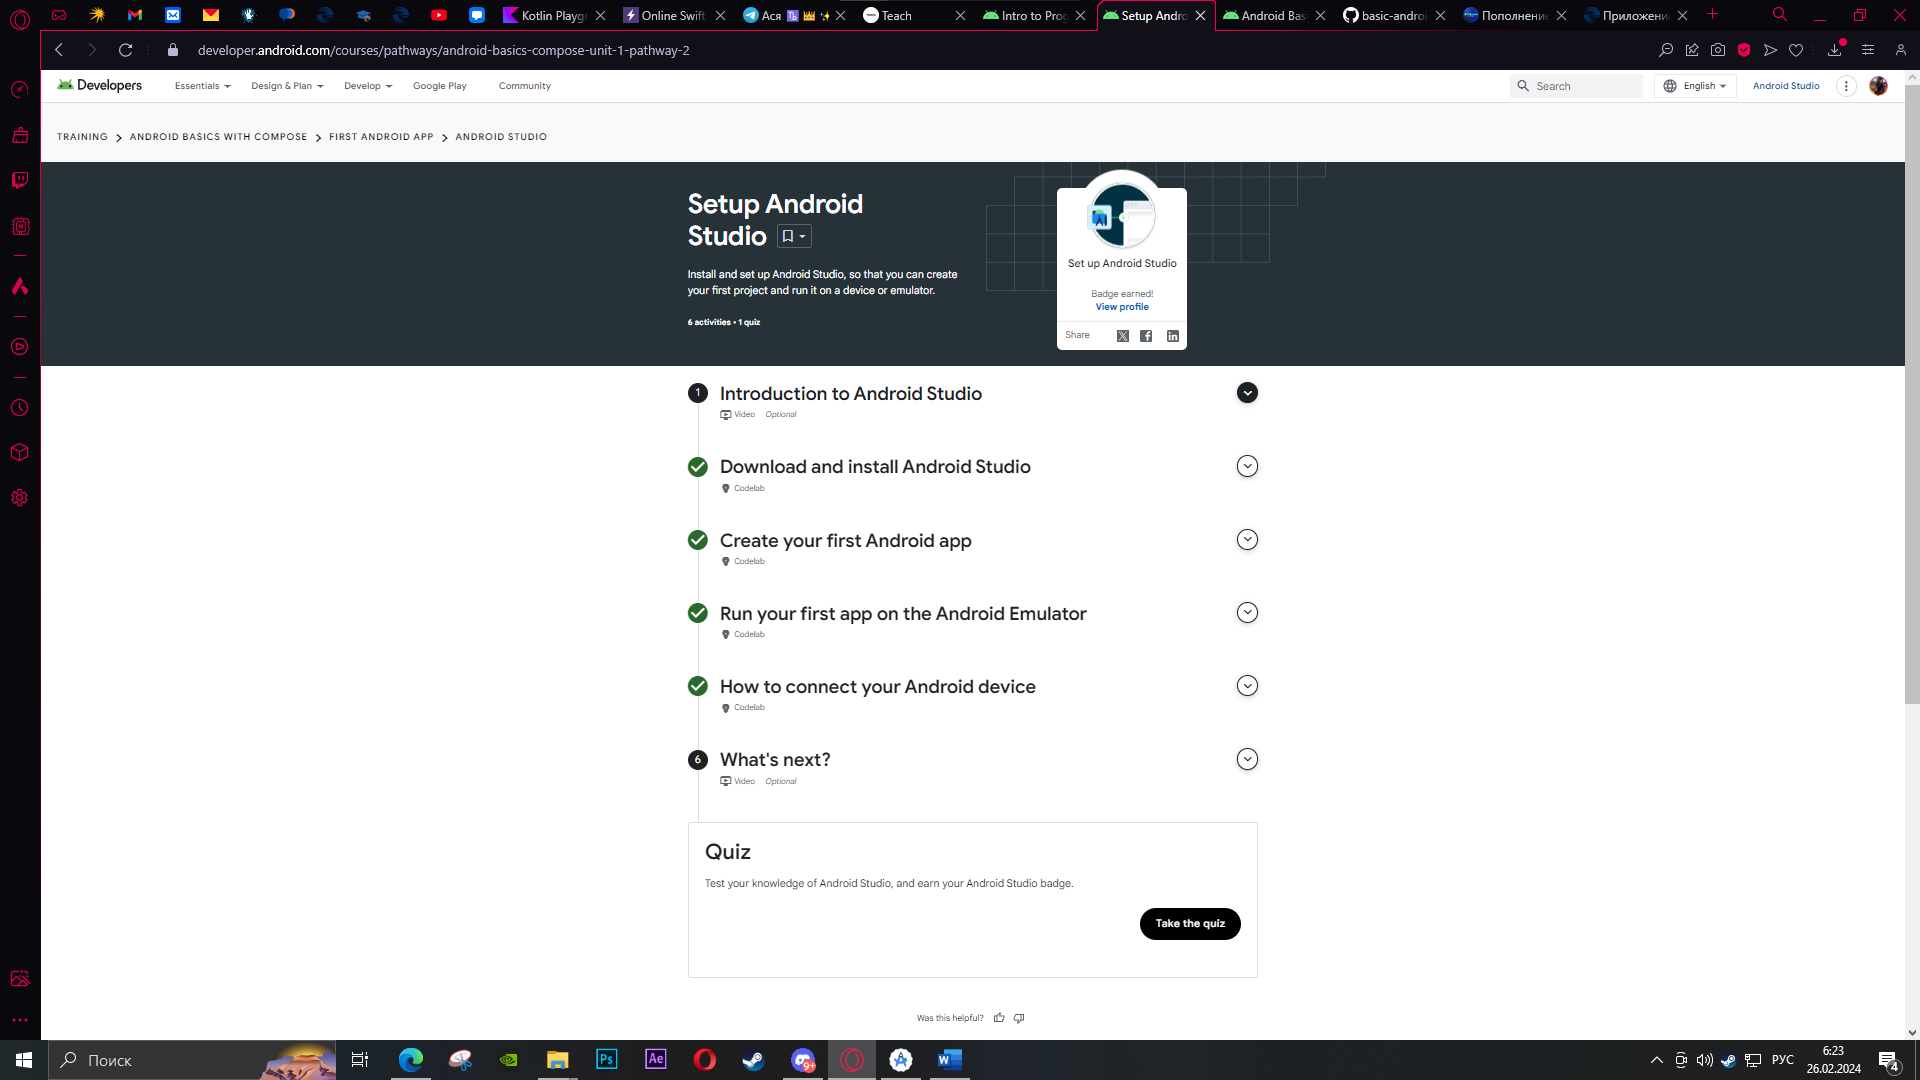 Kotlin Playgr
Online Swift
Ася
Teach
Intro to Prog
Setup Andro
Android Bas
basic-androi
Пополнение
Приложени
developer.android.com/courses/pathways/android-basics-compose-unit-1-pathway-2
Developers
Essentials
Design & Plan
Develop
Google Play
Community
Search
English
Android Studio
TRAINING
ANDROID BASICS WITH COMPOSE
FIRST ANDROID APP
ANDROID STUDIO
Setup Android
Studio
Install and set up Android Studio, so that you can create
your first project and run it on a device or emulator.
6 activities • 1 quiz
Set up Android Studio
Badge earned!
View profile
Share
1
Introduction to Android Studio
Video Optional
Download and install Android Studio
Codelab
Create your first Android app
Codelab
Run your first app on the Android Emulator
Codelab
How to connect your Android device
Codelab
6
What's next?
Video Optional
Quiz
Test your knowledge of Android Studio, and earn your Android Studio badge.
Take the quiz
Was this helpful?
Поиск
Ps
Ae
9+
W
РУС
6:23
26.02.2024
4